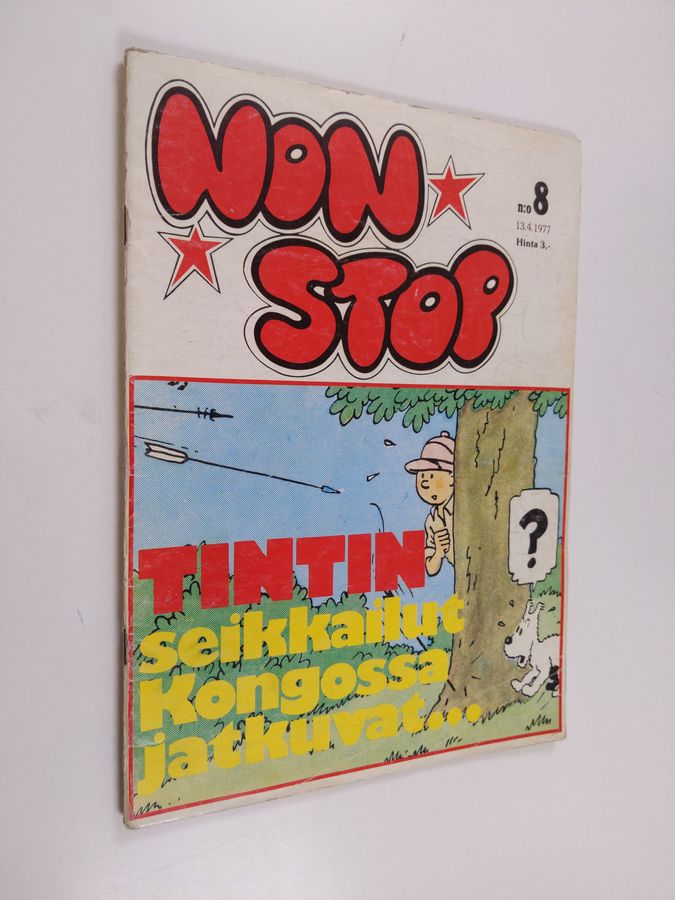 NON
STOP
n:o 8
13.4.1977
Hinta 3.-
?
TINTIN
seikkailut
Kongossa
jatkuvat...